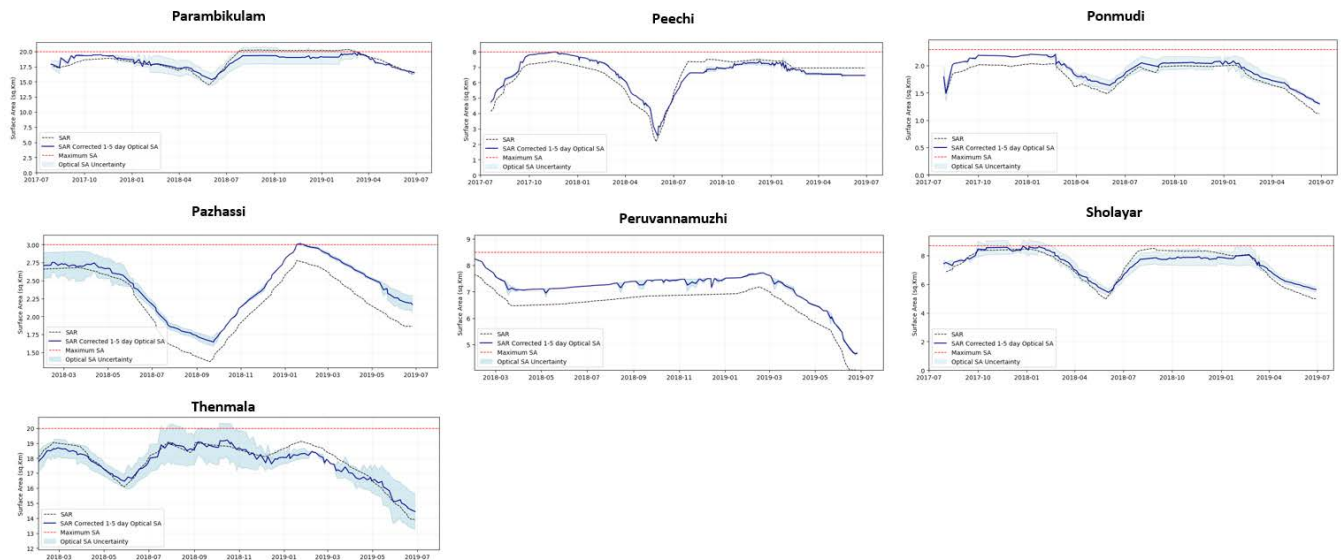 Parambikulam
Surface Area (sq.Km)
20.0
17.5
15.0
12.5
10.0
7.5
5.0
2.5
0.0
SAR
SAR Corrected 1-5 day Optical SA
Maximum SA
Optical SA Uncertainty
2017-07 2017-10 2018-01 2018-04 2018-07 2018-10 2019-01 2019-04 2019-07
Peechi
Surface Area (sq.Km)
8
7
6
5
4
3
2
1
0
SAR
SAR Corrected 1-5 day Optical SA
Maximum SA
Optical SA Uncertainty
2017-07 2017-10 2018-01 2018-04 2018-07 2018-10 2019-01 2019-04 2019-07
Ponmudi
Surface Area (sq.Km)
2.0
1.5
1.0
0.5
0.0
SAR
SAR Corrected 1-5 day Optical SA
Maximum SA
Optical SA Uncertainty
2017-07 2017-10 2018-01 2018-04 2018-07 2018-10 2019-01 2019-04 2019-07
Pazhassi
Surface Area (sq.Km)
3.00
2.75
2.50
2.25
2.00
1.75
1.50
SAR
SAR Corrected 1-5 day Optical SA
Maximum SA
Optical SA Uncertainty
2018-03 2018-05 2018-07 2018-09 2018-11 2019-01 2019-03 2019-05 2019-07
Peruvannamuzhi
Surface Area (sq.Km)
9
8
7
6
5
SAR
SAR Corrected 1-5 day Optical SA
Maximum SA
Optical SA Uncertainty
2018-03 2018-05 2018-07 2018-09 2018-11 2019-01 2019-03 2019-05 2019-07
Sholayar
Surface Area (sq.Km)
8
6
4
2
0
SAR
SAR Corrected 1-5 day Optical SA
Maximum SA
Optical SA Uncertainty
2017-07 2017-10 2018-01 2018-04 2018-07 2018-10 2019-01 2019-04 2019-07
Thenmala
Surface Area (sq.Km)
20
19
18
17
16
15
14
13
12
SAR
SAR Corrected 1-5 day Optical SA
Maximum SA
Optical SA Uncertainty
2018-03 2018-05 2018-07 2018-09 2018-11 2019-01 2019-03 2019-05 2019-07